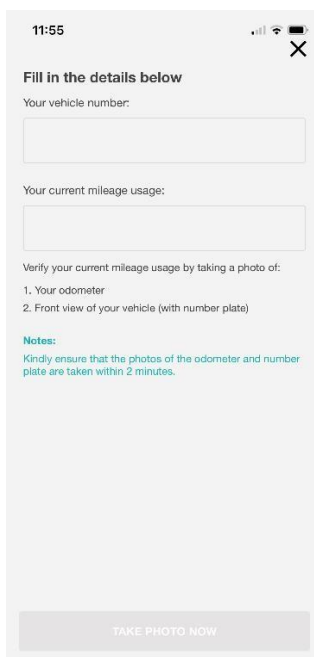 11:55
Fill in the details below
Your vehicle number:
Your current mileage usage:
Verify your current mileage usage by taking a photo of:
1. Your odometer
2. Front view of your vehicle (with number plate)
Notes:
Kindly ensure that the photos of the odometer and number
plate are taken within 2 minutes.
TAKE PHOTO NOW